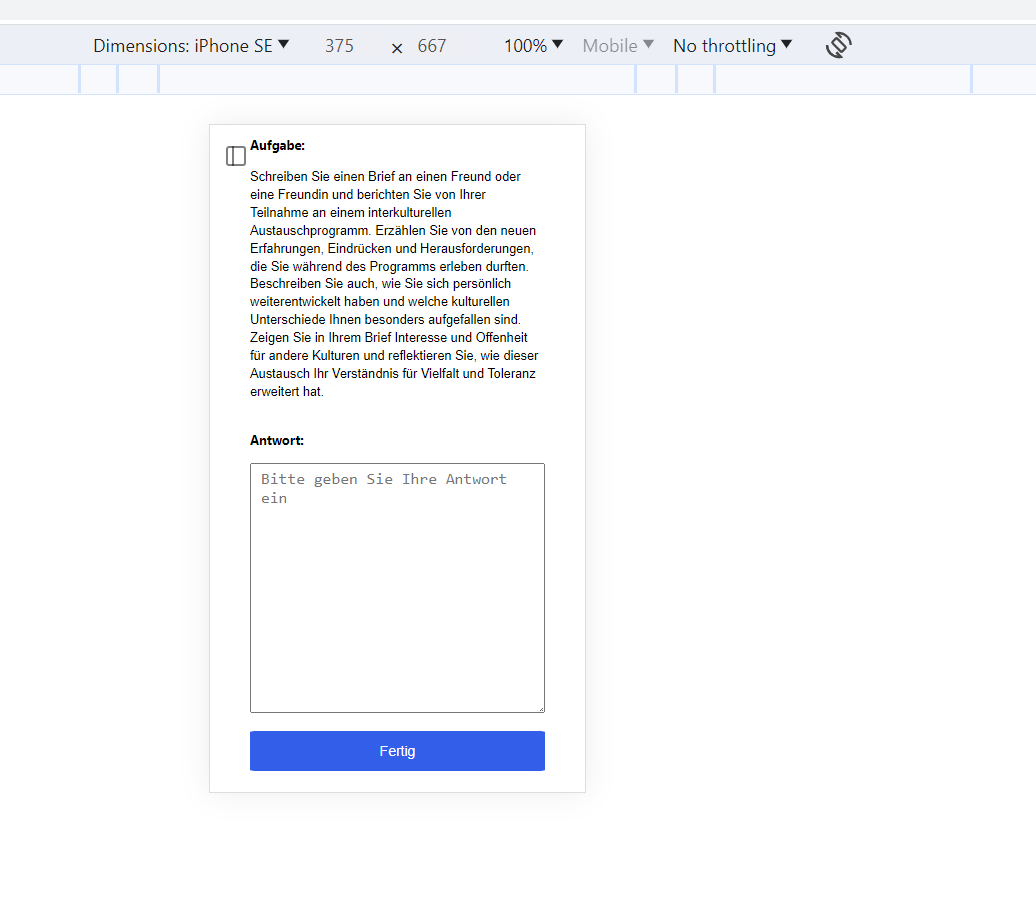 Dimensions: iPhone SE 375 × 667 100% Mobile No throttling
Aufgabe:
Schreiben Sie einen Brief an einen Freund oder
eine Freundin und berichten Sie von Ihrer
Teilnahme an einem interkulturellen
Austauschprogramm. Erzählen Sie von den neuen
Erfahrungen, Eindrücken und Herausforderungen,
die Sie während des Programms erleben durften.
Beschreiben Sie auch, wie Sie sich persönlich
weiterentwickelt haben und welche kulturellen
Unterschiede Ihnen besonders aufgefallen sind.
Zeigen Sie in Ihrem Brief Interesse und Offenheit
für andere Kulturen und reflektieren Sie, wie dieser
Austausch Ihr Verständnis für Vielfalt und Toleranz
erweitert hat.
Antwort:
Bitte geben Sie Ihre Antwort
ein
Fertig